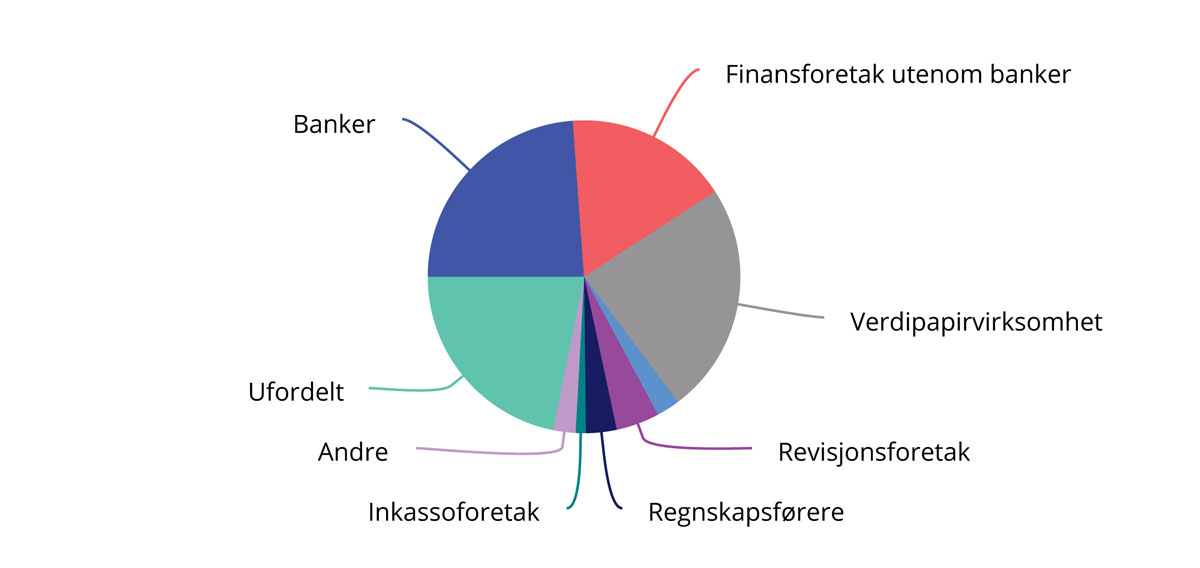 Finansforetak utenom banker
Banker
Verdipapirvirksomhet
Ufordelt
Andre
Revisjonsforetak
Inkassoforetak
Regnskapsførere